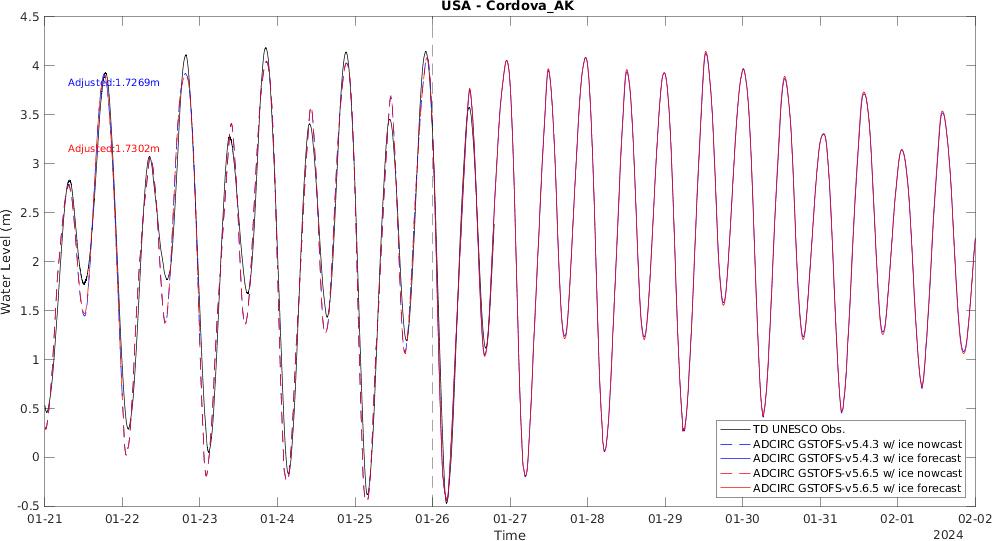 USA - Cordova_AK
4.5
4
3.5
3
2.5
2
1.5
1
0.5
0
-0.5
Water Level (m)
Adjusted:1.7269m
Adjusted:1.7302m
TD UNESCO Obs.
ADCIRC GSTOFS-v5.4.3 w/ ice nowcast
ADCIRC GSTOFS-v5.4.3 w/ ice forecast
ADCIRC GSTOFS-v5.6.5 w/ ice nowcast
ADCIRC GSTOFS-v5.6.5 w/ ice forecast
01-21 01-22 01-23 01-24 01-25 01-26 01-27 01-28 01-29 01-30 01-31 02-01 02-02
Time
2024